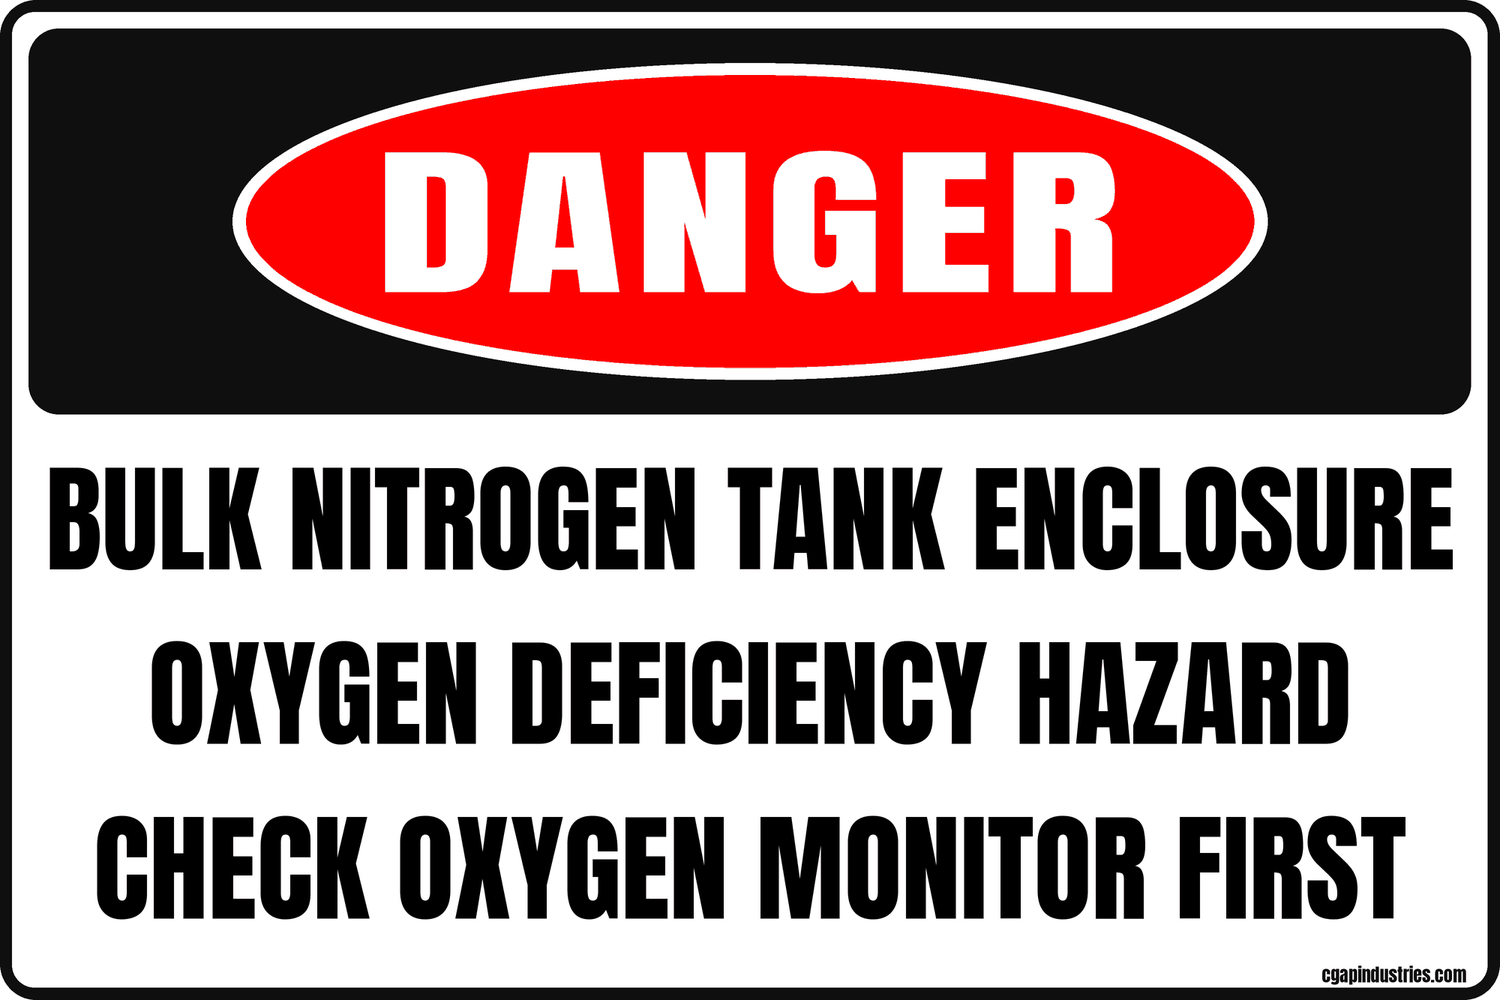 DANGER
BULK NITROGEN TANK ENCLOSURE
OXYGEN DEFICIENCY HAZARD
CHECK OXYGEN MONITOR FIRST
cgapindustries.com